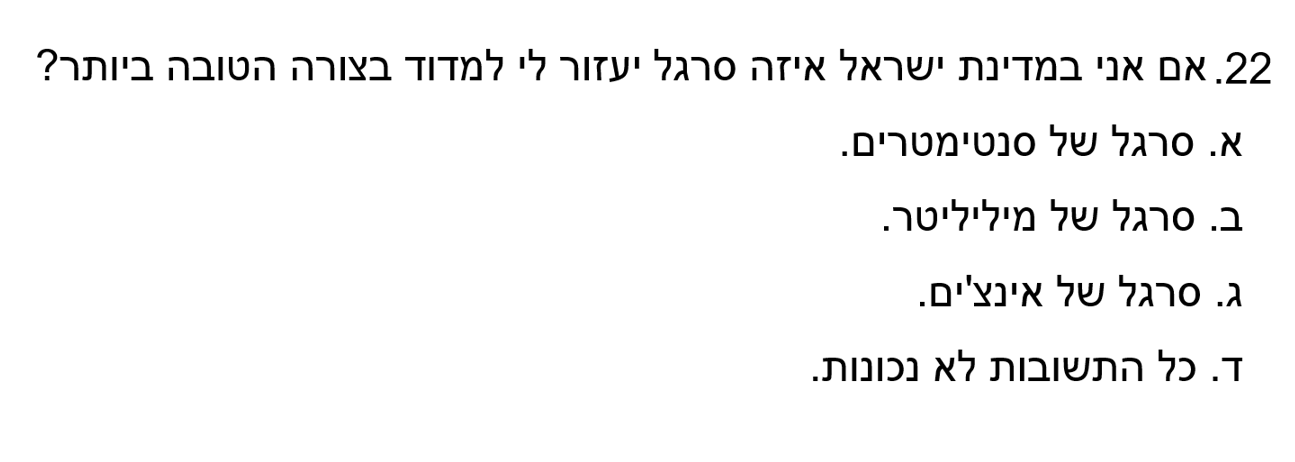 22. אם אני במדינת ישראל איזה סרגל יעזור לי למדוד בצורה הטובה ביותר?
א. סרגל של סנטימטרים.
ב. סרגל של מיליליטר.
ג. סרגל של אינצ'ים.
ד. כל התשובות לא נכונות.